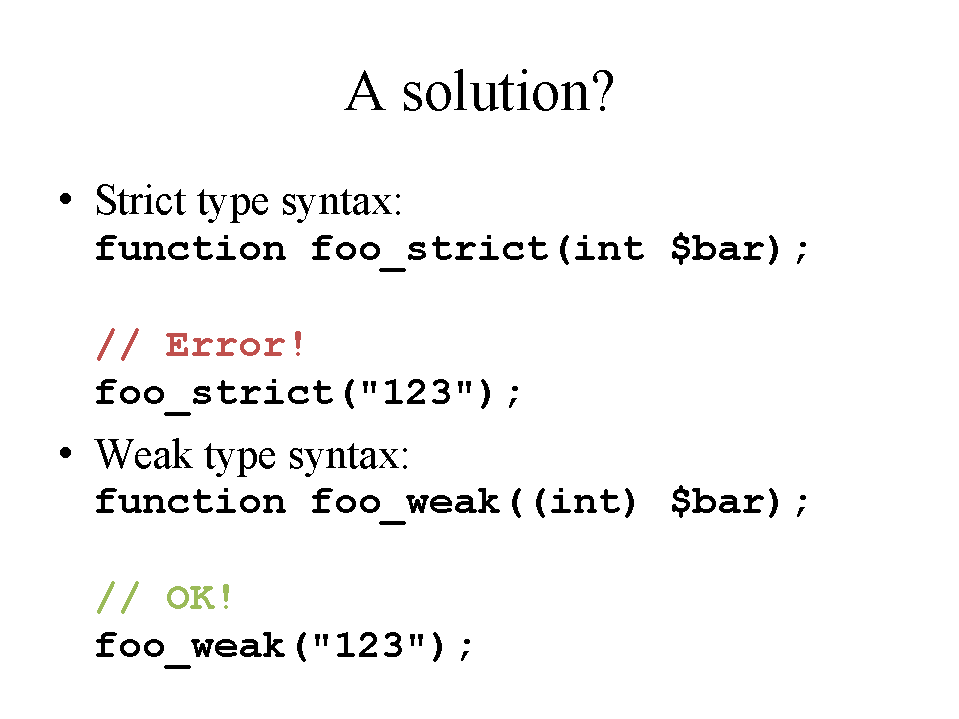 A solution?
• Strict type syntax:
function foo_strict(int $bar);
// Error!
foo_strict("123");
• Weak type syntax:
function foo_weak((int) $bar);
// OK!
foo_weak("123");